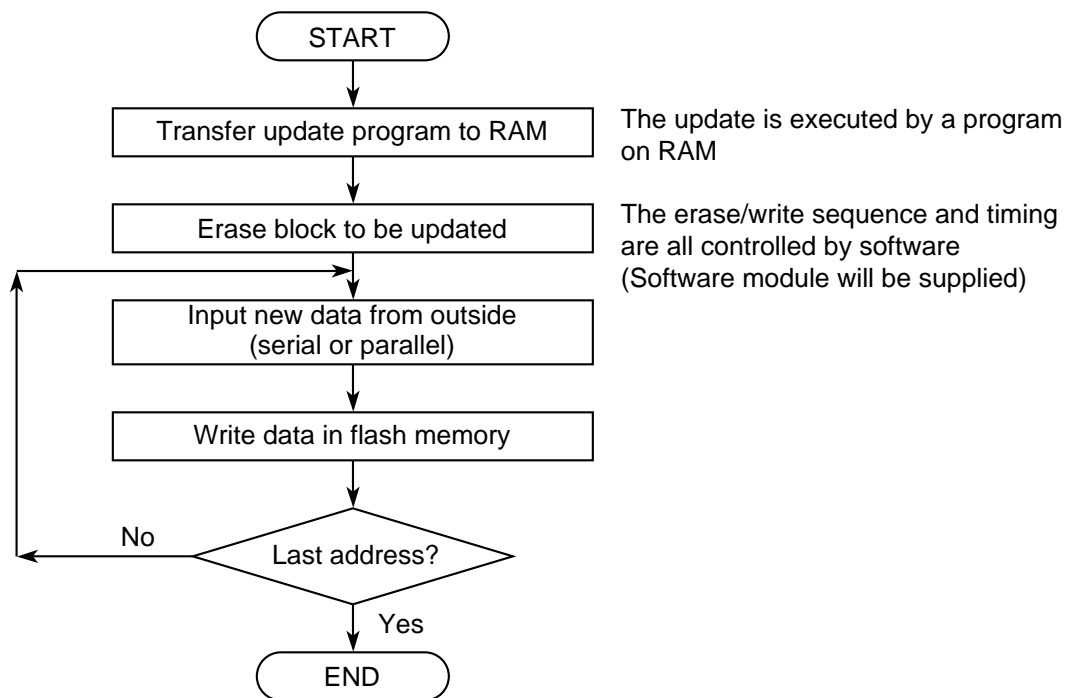 START
Transfer update program to RAM
The update is executed by a program
on RAM
Erase block to be updated
The erase/write sequence and timing
are all controlled by software
(Software module will be supplied)
Input new data from outside
(serial or parallel)
Write data in flash memory
Last address?
No
Yes
END